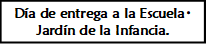 Día de entrega a la Escuela·
Jardín de la Infancia.